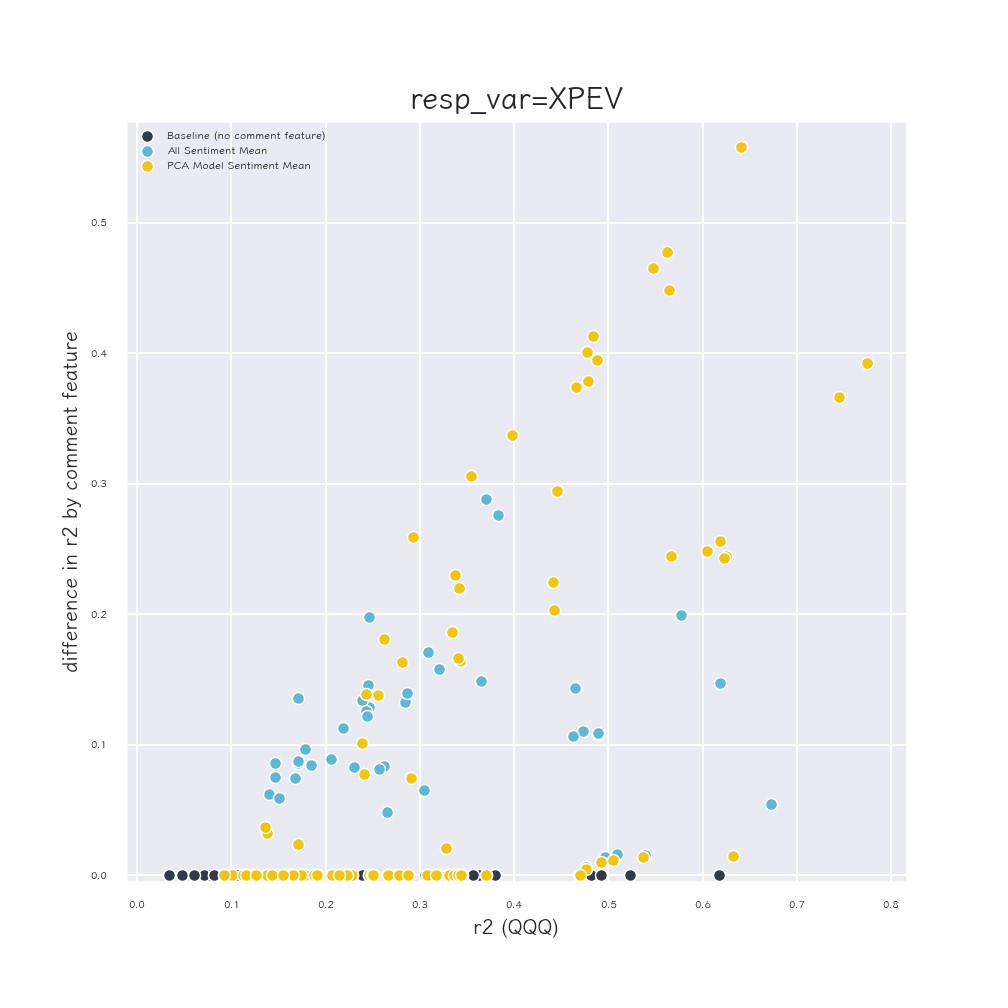 resp_var=XPEV
Baseline (no comment feature)
All Sentiment Mean
PCA Model Sentiment Mean
difference in r2 by comment feature
0.5
0.4
0.3
0.2
0.1
0.0
0.0 0.1 0.2 0.3 0.4 0.5 0.6 0.7 0.8
r2 (QQQ)